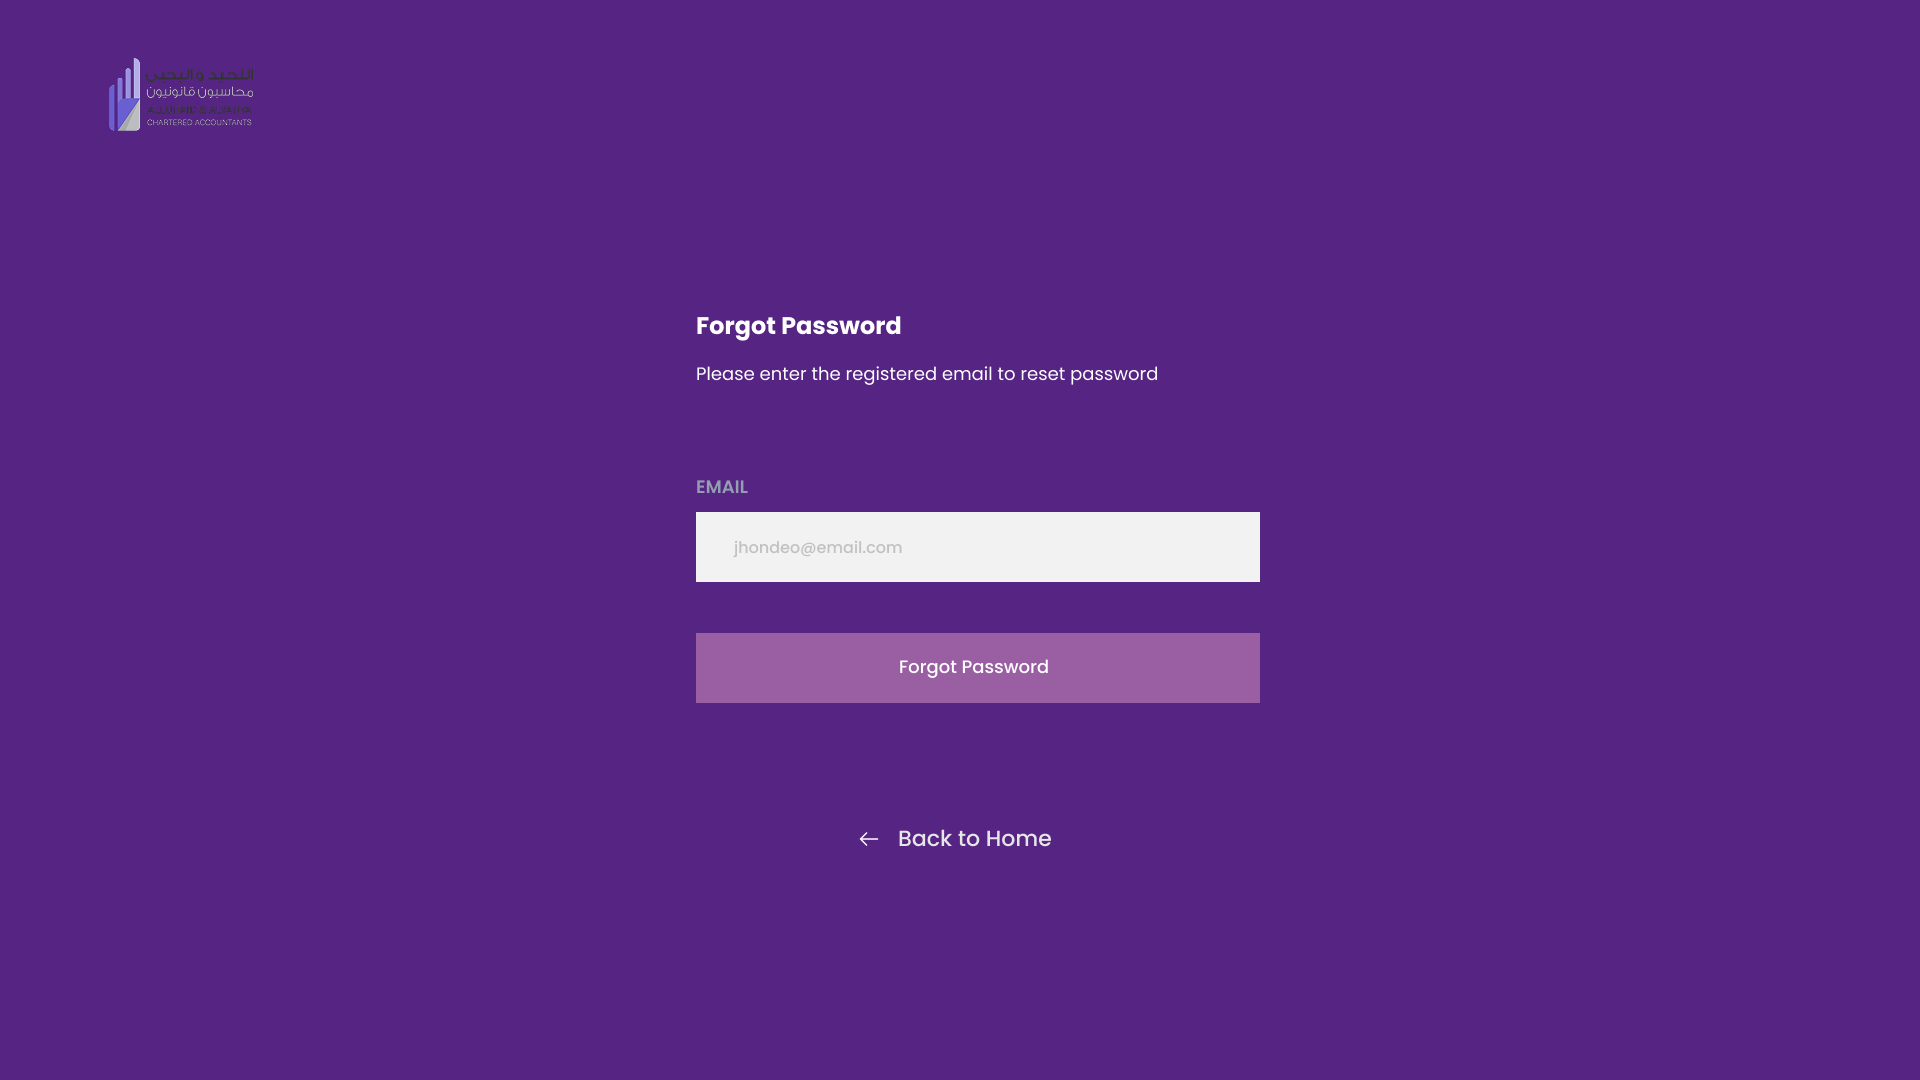 اللحيد و اليحيى
محاسبون قانونيون
CHARTERED ACCOUNTANTS
Forgot Password
Please enter the registered email to reset password
EMAIL
jhondeo@email.com
Forgot Password
Back to Home